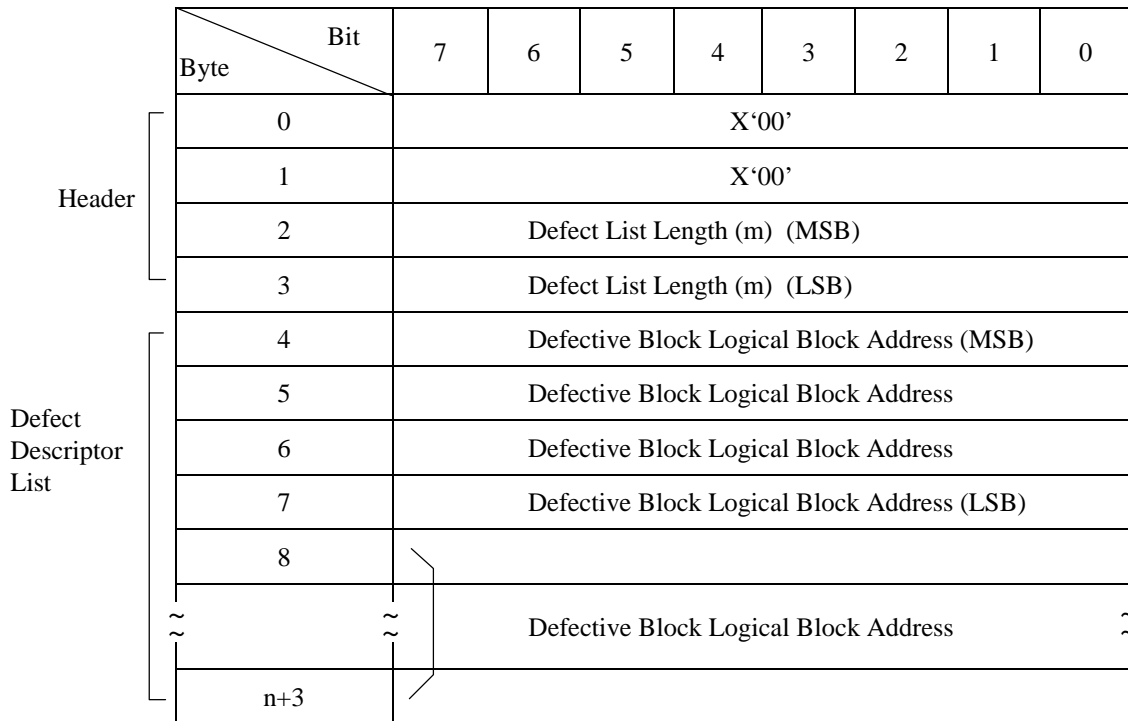 Bit
Byte 7 6 5 4 3 2 1 0
0 X‘00’
Header
1 X‘00’
2 Defect List Length (m) (MSB)
3 Defect List Length (m) (LSB)
Defect
Descriptor
List
4 Defective Block Logical Block Address (MSB)
5 Defective Block Logical Block Address
6 Defective Block Logical Block Address
7 Defective Block Logical Block Address (LSB)
8
~ ~ Defective Block Logical Block Address ~
~ ~ ~
n+3